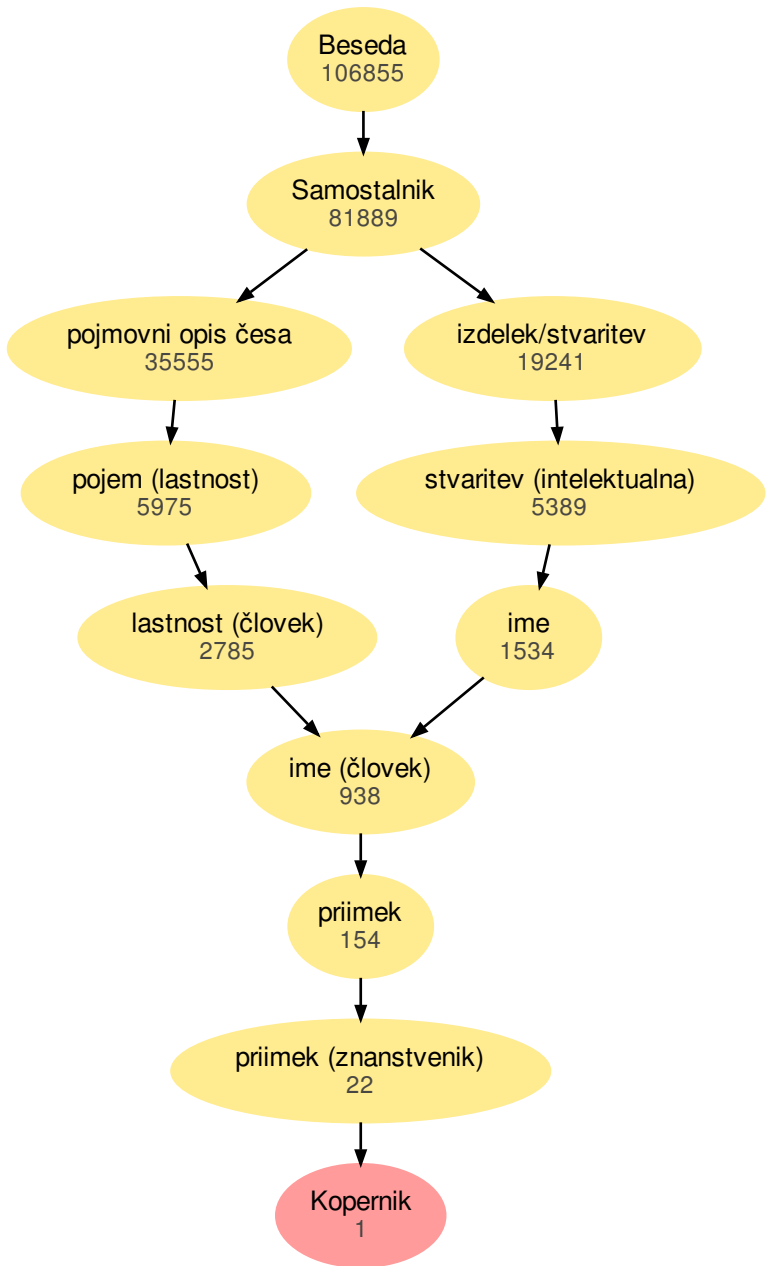 Beseda
106855
Samostalnik
81889
pojmovni opis česa
35555
izdelek/stvaritev
19241
pojem (lastnost)
5975
stvaritev (intelektualna)
5389
lastnost (človek)
2785
ime
1534
ime (človek)
938
priimek
154
priimek (znanstvenik)
22
Kopernik
1